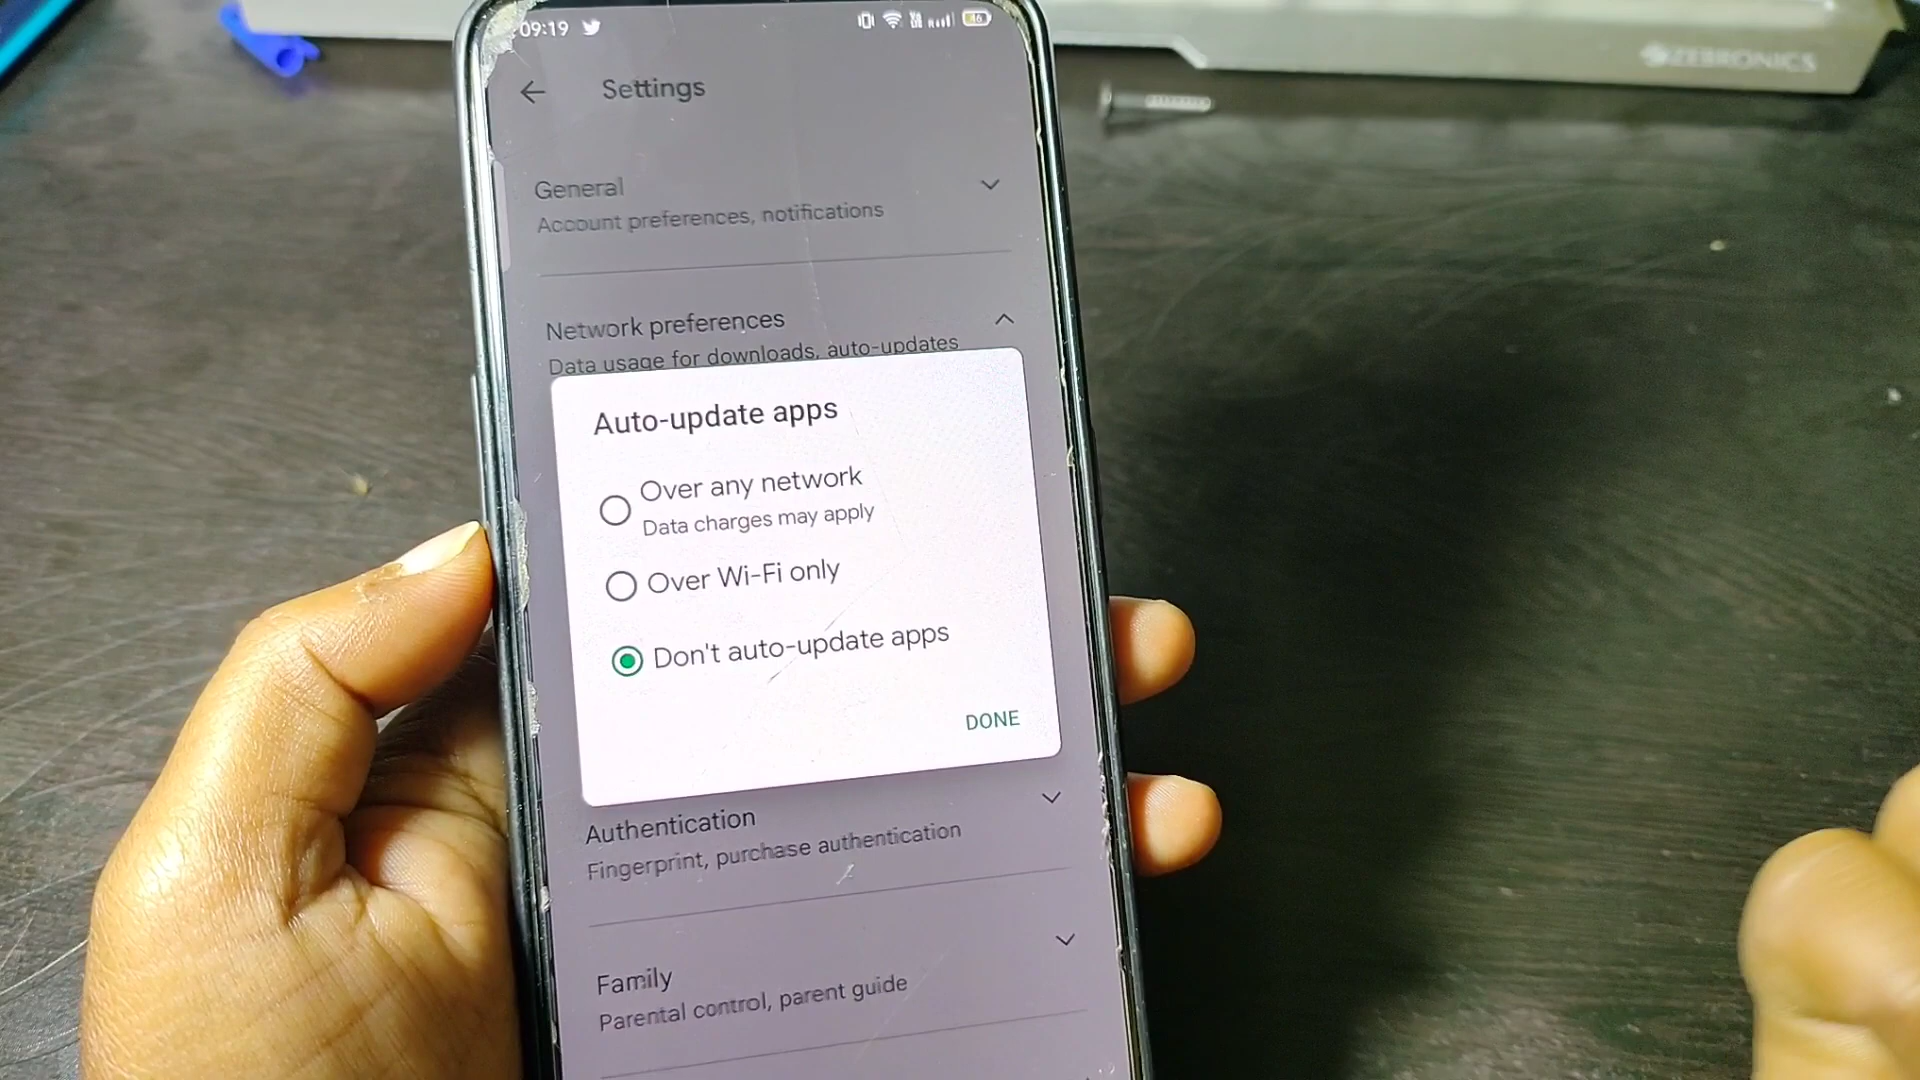 09:19
46
Settings
General
Account preferences, notifications
Network preferences
Data usage for downloads, auto-updates
Auto-update apps
Over any network
Data charges may apply
Over Wi-Fi only
Don't auto-update apps
DONE
Authentication
Fingerprint, purchase authentication
Family
Parental control, parent guide
ZEBRONICS